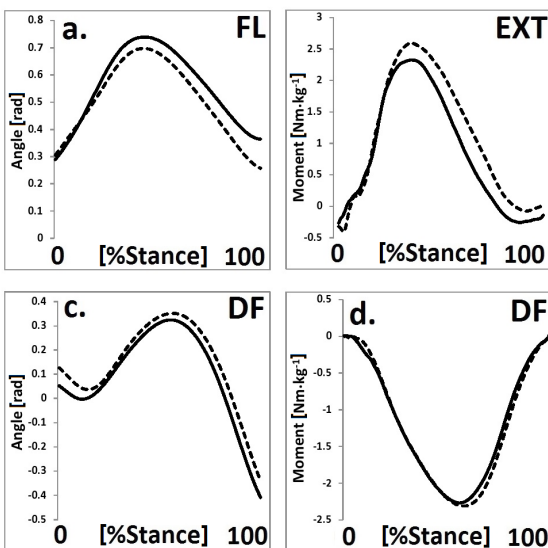 a. FL
Angle [rad]
0.8
0.7
0.6
0.5
0.4
0.3
0.2
0.1
0
0 [%Stance] 100
EXT
Moment [Nm·kg⁻¹]
3
2.5
2
1.5
1
0.5
0
-0.5
0 [%Stance] 100
c. DF
Angle [rad]
0.4
0.3
0.2
0.1
0
-0.1
-0.2
-0.3
-0.4
-0.5
0 [%Stance] 100
d. DF
Moment [Nm·kg⁻¹]
0.5
0
-0.5
-1
-1.5
-2
-2.5
0 [%Stance] 100